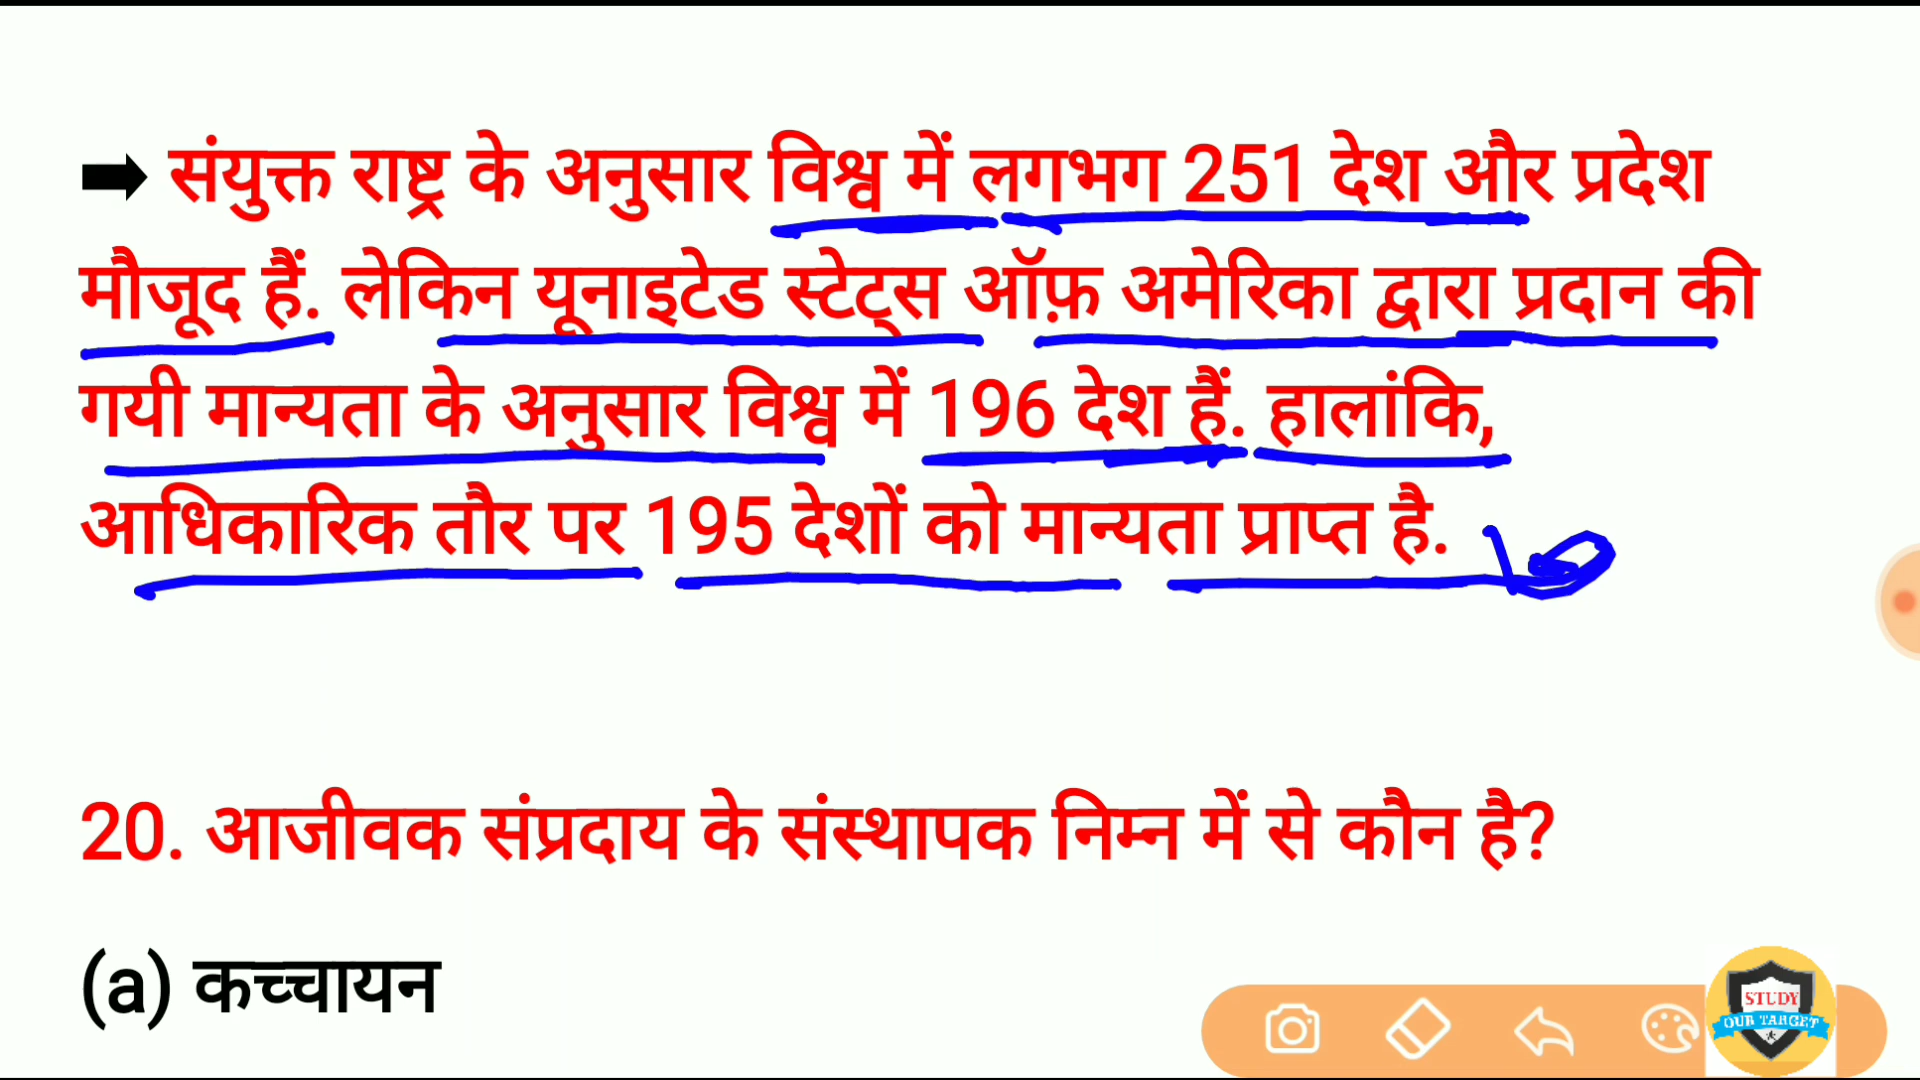 ➡ संयुक्त राष्ट्र के अनुसार विश्व में लगभग 251 देश और प्रदेश
मौजूद हैं. लेकिन यूनाइटेड स्टेट्स ऑफ़ अमेरिका द्वारा प्रदान की
गयी मान्यता के अनुसार विश्व में 196 देश हैं. हालांकि,
आधिकारिक तौर पर 195 देशों को मान्यता प्राप्त है.
20. आजीवक संप्रदाय के संस्थापक निम्न में से कौन है?
(a) कच्चायन
STUDY
OUR TARGET